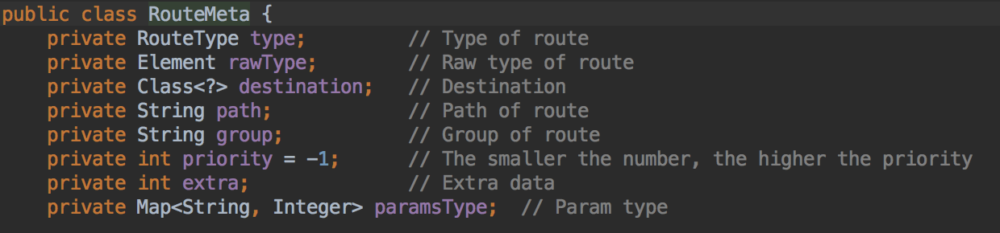 public class RouteMeta {
    private RouteType type;         // Type of route
    private Element rawType;        // Raw type of route
    private Class<?> destination;   // Destination
    private String path;            // Path of route
    private String group;           // Group of route
    private int priority = -1;      // The smaller the number, the higher the priority
    private int extra;              // Extra data
    private Map<String, Integer> paramsType;  // Param type